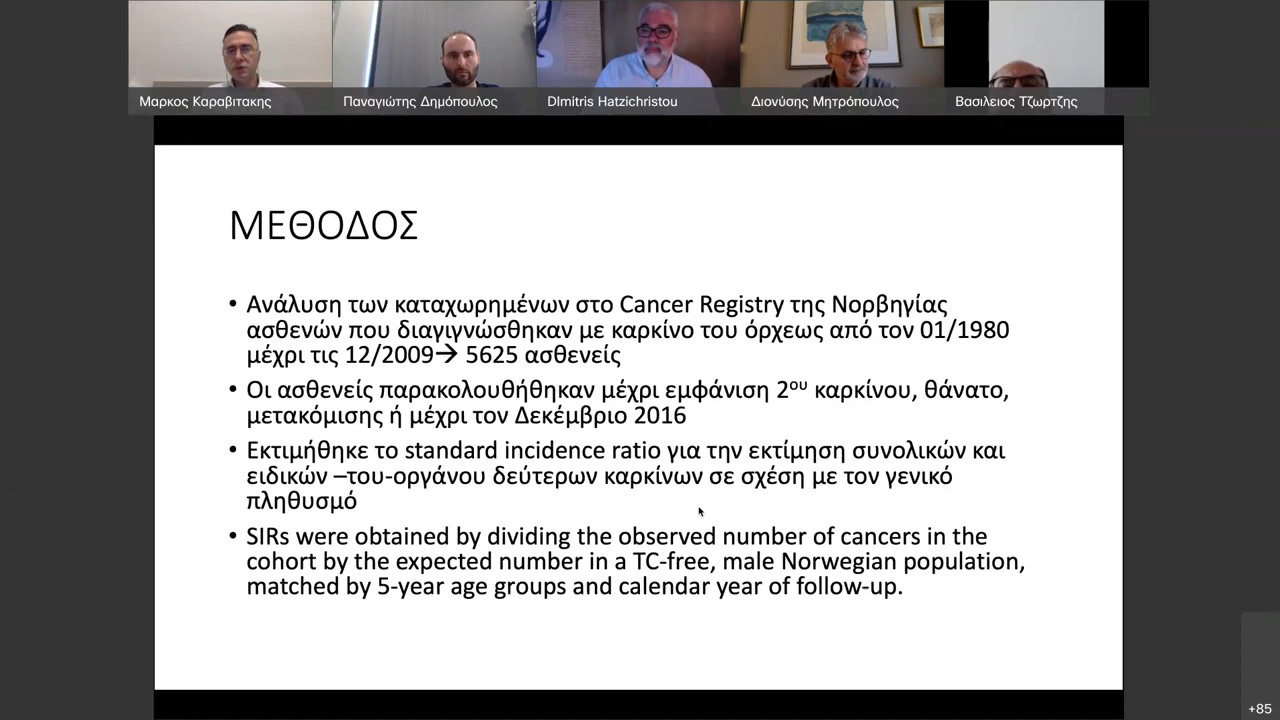 Μαρκος Καραβιτακης
Παναγιώτης Δημόπουλος
DImitris Hatzichristou
Διονύσης Μητρόπουλος
Βασιλειος Τζωρτζης
ΜΕΘΟΔΟΣ
• Ανάλυση των καταχωρημένων στο Cancer Registry της Νορβηγίας
ασθενών που διαγιγνώσθηκαν με καρκίνο του όρχεως από τον 01/1980
μέχρι τις 12/2009→ 5625 ασθενείς
• Οι ασθενείς παρακολουθήθηκαν μέχρι εμφάνιση 2ου καρκίνου, θάνατο,
μετακόμισης ή μέχρι τον Δεκέμβριο 2016
• Εκτιμήθηκε το standard incidence ratio για την εκτίμηση συνολικών και
ειδικών –του-οργάνου δεύτερων καρκίνων σε σχέση με τον γενικό
πληθυσμό
• SIRs were obtained by dividing the observed number of cancers in the
cohort by the expected number in a TC-free, male Norwegian population,
matched by 5-year age groups and calendar year of follow-up.
+85